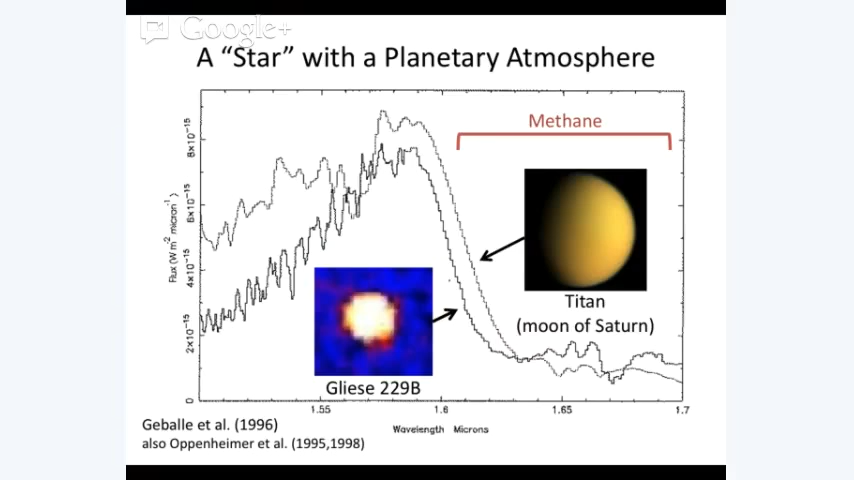 Google+
A “Star” with a Planetary Atmosphere
Methane
8×10⁻¹⁵
6×10⁻¹⁵
4×10⁻¹⁵
2×10⁻¹⁵
0
Flux (W m⁻² micron⁻¹)
Titan
(moon of Saturn)
Gliese 229B
1.55
1.6
1.65
1.7
Wavelength Microns
Geballe et al. (1996)
also Oppenheimer et al. (1995,1998)